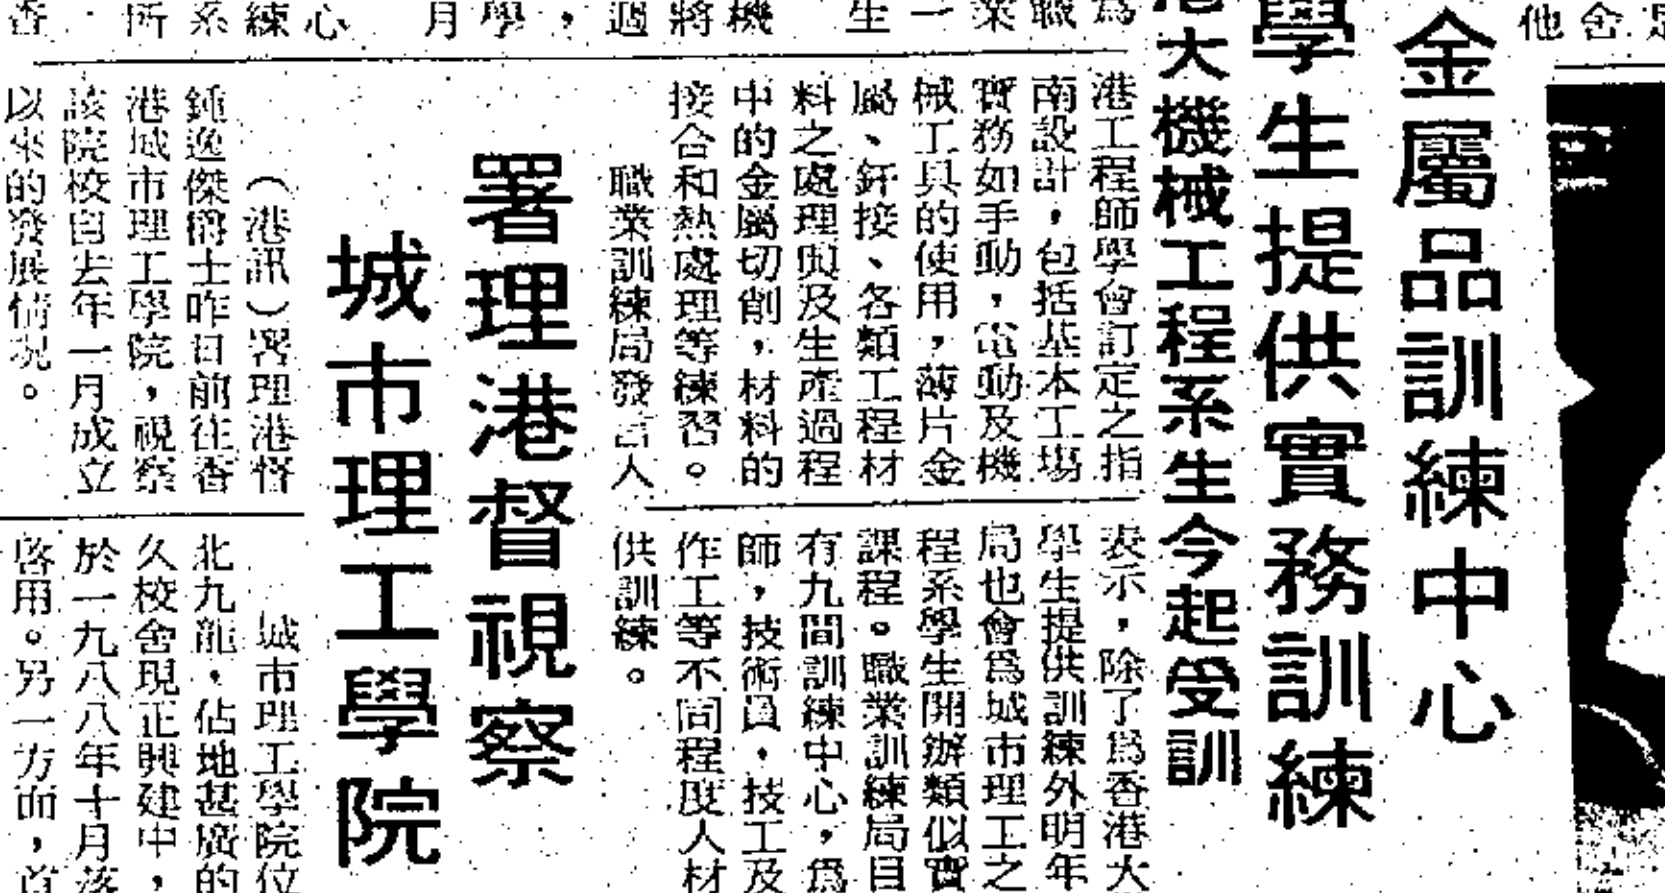 金屬品訓練中心
學生提供實務訓練
港大機械工程系生今起受訓
港工程師學會訂定之指
南設計，包括基本工場
實務如手動，電動及機
械工具的使用，薄片金
屬、釬接、各類工程材
料之處理與及生產過程
中的金屬切削，材料的
接合和熱處理等練習。
職業訓練局發言人
表示，除了爲香港大
學生提供訓練外明年
局也會爲城市理工之
程系學生開辦類似實
課程。職業訓練局目
有九間訓練中心，爲
師，技術員，技工及
作工等不同程度人材
供訓練。
署理港督視察
城市理工學院
（港訊）署理港督
鍾逸傑爵士昨日前往香
港城市理工學院，視察
該院校自去年一月成立
以來的發展情況。
城市理工學院位
北九龍，佔地甚廣的
久校舍現正興建中，
於一九八八年十月落
啓用。另一方面，首